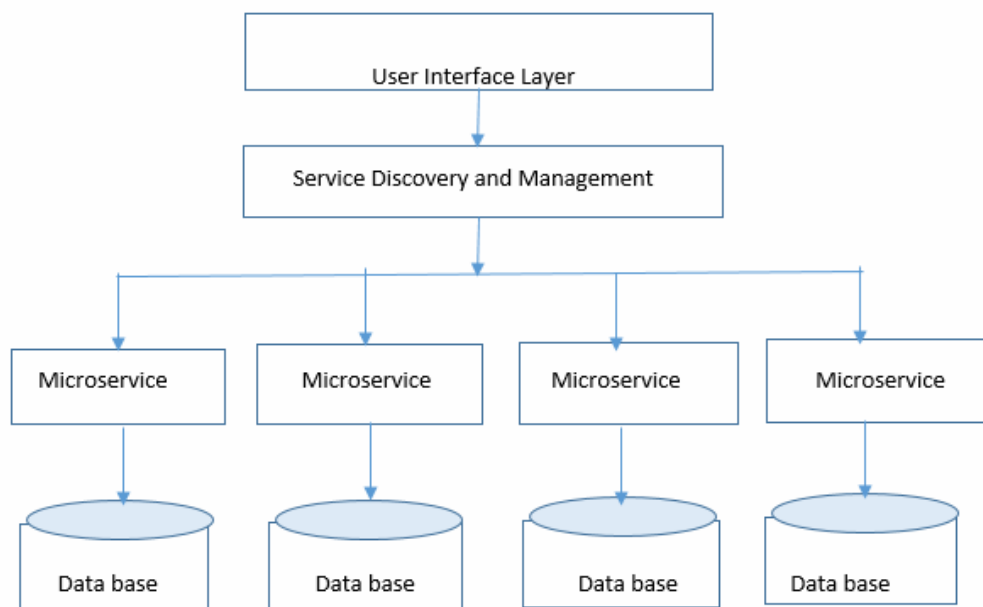 User Interface Layer
Service Discovery and Management
Microservice
Microservice
Microservice
Microservice
Data base
Data base
Data base
Data base